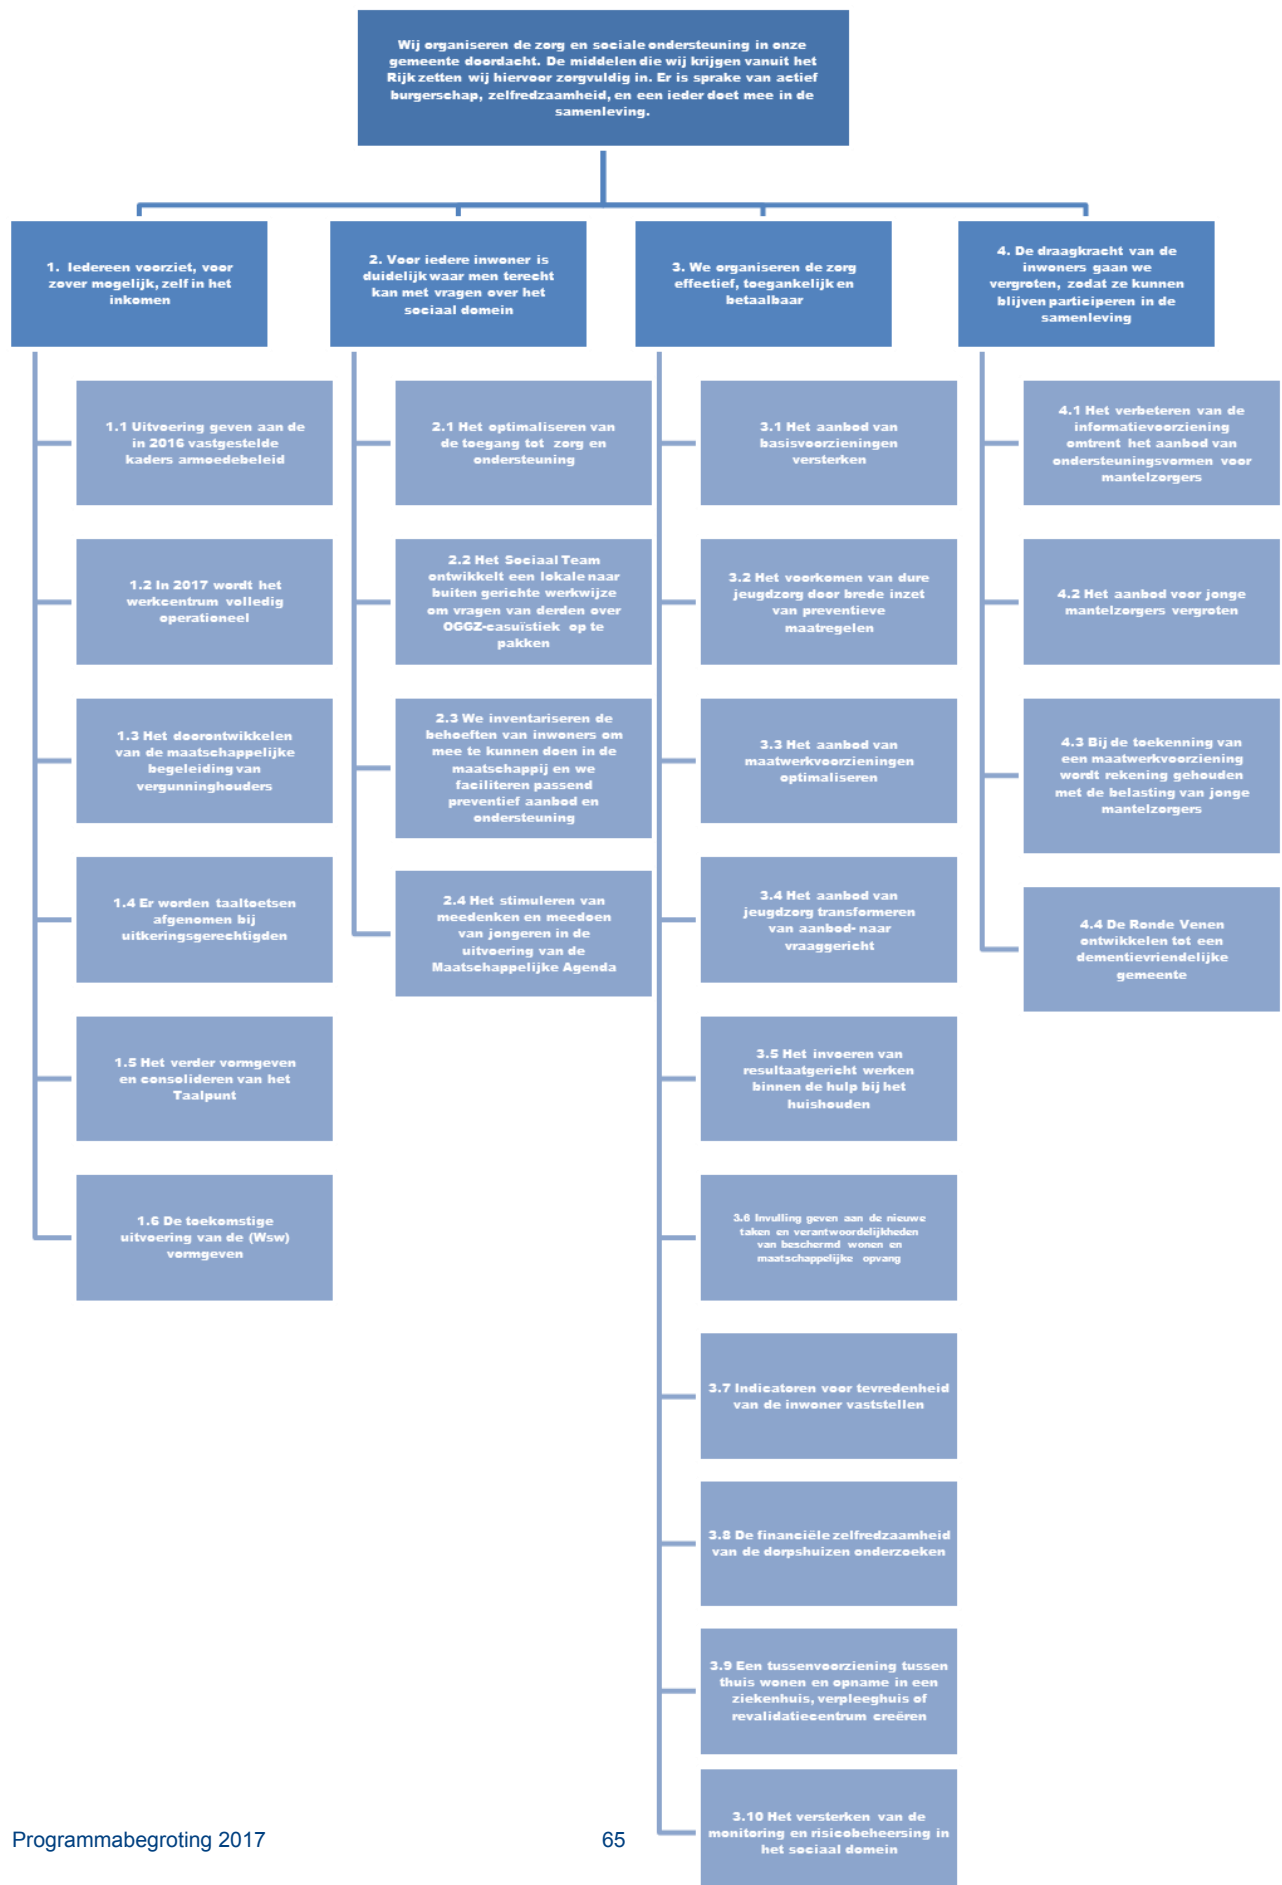 Wij organiseren de zorg en sociale ondersteuning in onze
gemeente doordacht. De middelen die wij krijgen vanuit het
Rijk zetten wij hiervoor zorgvuldig in. Er is sprake van actief
burgerschap, zelfredzaamheid, en een ieder doet mee in de
samenleving.
1. Iedereen voorziet, voor
zover mogelijk, zelf in het
inkomen
1.1 Uitvoering geven aan de
in 2016 vastgestelde
kaders armoedebeleid
1.2 In 2017 wordt het
werkcentrum volledig
operationeel
1.3 Het doorontwikkelen
van de maatschappelijke
begeleiding van
vergunninghouders
1.4 Er worden taaltoetsen
afgenomen bij
uitkeringsgerechtigden
1.5 Het verder vormgeven
en consolideren van het
Taalpunt
1.6 De toekomstige
uitvoering van de (Wsw)
vormgeven
2. Voor iedere inwoner is
duidelijk waar men terecht
kan met vragen over het
sociaal domein
2.1 Het optimaliseren van
de toegang tot zorg en
ondersteuning
2.2 Het Sociaal Team
ontwikkelt een lokale naar
buiten gerichte werkwijze
om vragen van derden over
OGGZ-casuïstiek op te
pakken
2.3 We inventariseren de
behoeften van inwoners om
mee te kunnen doen in de
maatschappij en we
faciliteren passend
preventief aanbod en
ondersteuning
2.4 Het stimuleren van
meedenken en meedoen
van jongeren in de
uitvoering van de
Maatschappelijke Agenda
3. We organiseren de zorg
effectief, toegankelijk en
betaalbaar
3.1 Het aanbod van
basisvoorzieningen
versterken
3.2 Het voorkomen van dure
jeugdzorg door brede inzet
van preventieve
maatregelen
3.3 Het aanbod van
maatwerkvoorzieningen
optimaliseren
3.4 Het aanbod van
jeugdzorg transformeren
van aanbod- naar
vraaggericht
3.5 Het invoeren van
resultaatgericht werken
binnen de hulp bij het
huishouden
3.6 Invulling geven aan de nieuwe
taken en verantwoordelijkheden
van beschermd wonen en
maatschappelijke opvang
3.7 Indicatoren voor tevredenheid
van de inwoner vaststellen
3.8 De financiële zelfredzaamheid
van de dorpshuizen onderzoeken
3.9 Een tussenvoorziening tussen
thuis wonen en opname in een
ziekenhuis, verpleeghuis of
revalidatiecentrum creëren
3.10 Het versterken van de
monitoring en risicobeheersing in
het sociaal domein
4. De draagkracht van de
inwoners gaan we
vergroten, zodat ze kunnen
blijven participeren in de
samenleving
4.1 Het verbeteren van de
informatievoorziening
omtrent het aanbod van
ondersteuningsvormen voor
mantelzorgers
4.2 Het aanbod voor jonge
mantelzorgers vergroten
4.3 Bij de toekenning van
een maatwerkvoorziening
wordt rekening gehouden
met de belasting van jonge
mantelzorgers
4.4 De Ronde Venen
ontwikkelen tot een
dementievriendelijke
gemeente
Programmabegroting 2017
65